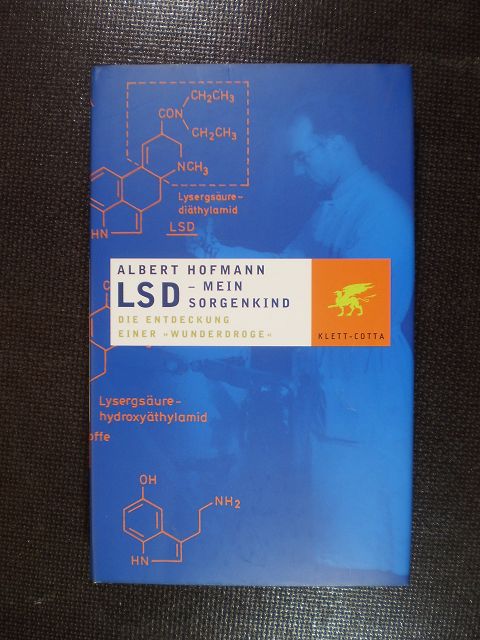 CH₂CH₃
CON
CH₂CH₃
NCH₃
HN
Lysergsäure-
diäthylamid
LSD
ALBERT HOFMANN
LSD – MEIN
SORGENKIND
DIE ENTDECKUNG
EINER »WUNDERDROGE«
KLETT-COTTA
Lysergsäure-
hydroxyäthylamid
offe
OH
NH₂
HN